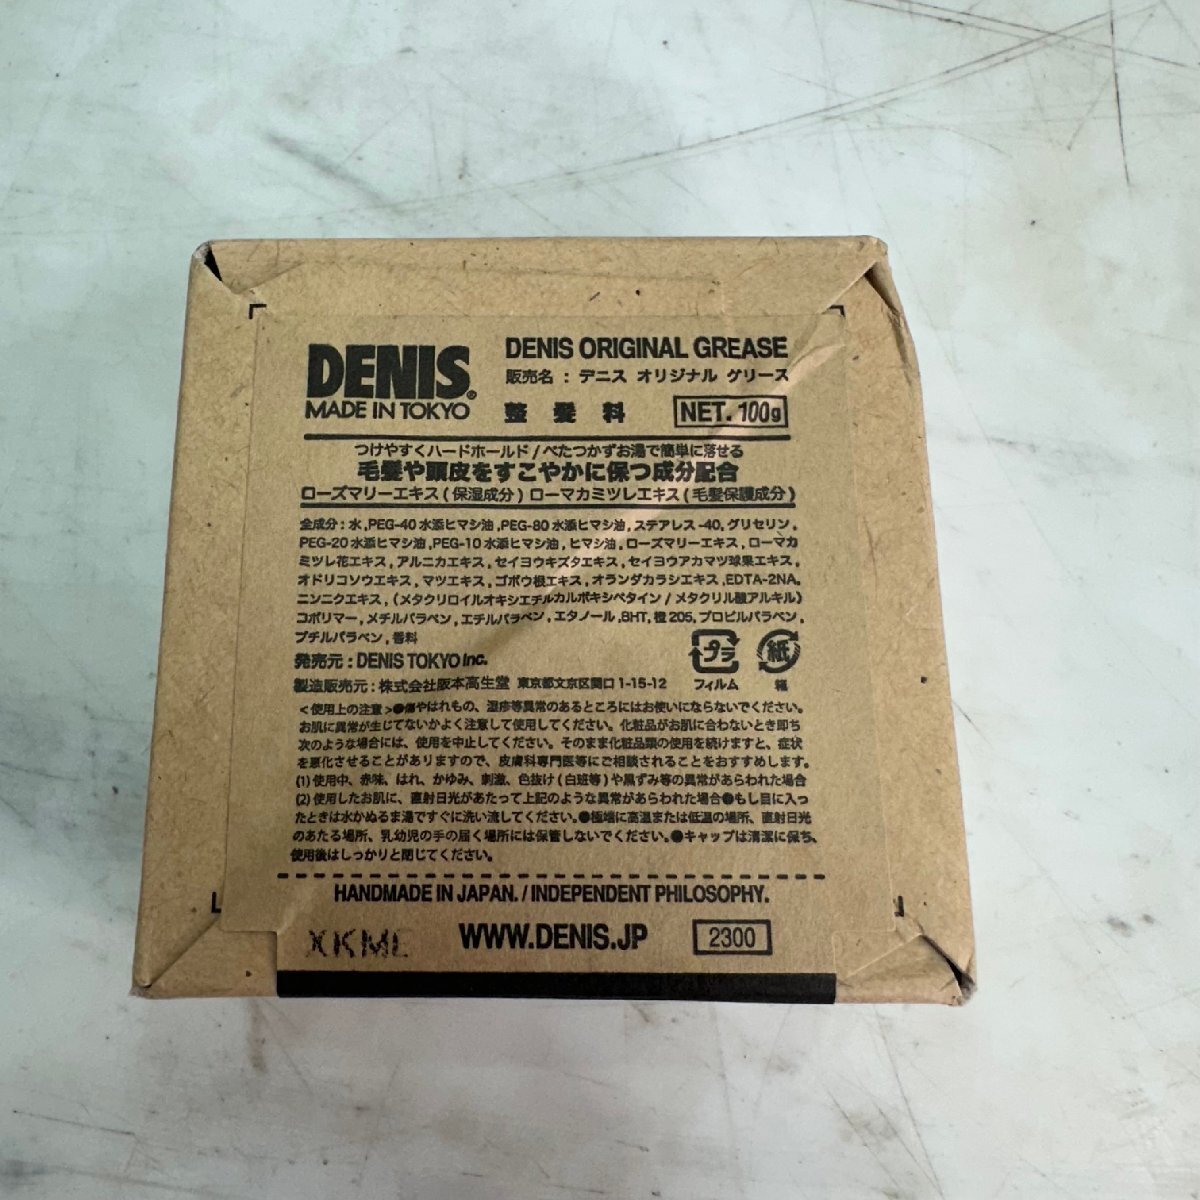 DENIS®
MADE IN TOKYO
DENIS ORIGINAL GREASE
販売名：デニス オリジナル グリース
整髪料 NET. 100g
つけやすくハードホールド/べたつかずお湯で簡単に落せる
毛髪や頭皮をすこやかに保つ成分配合
ローズマリーエキス(保湿成分)ローマカミツレエキス(毛髪保護成分)
全成分：水,PEG-40水添ヒマシ油,PEG-80水添ヒマシ油,ステアレス-40,グリセリン,
PEG-20水添ヒマシ油,PEG-10水添ヒマシ油,ヒマシ油,ローズマリーエキス,ローマカ
ミツレ花エキス,アルニカエキス,セイヨウキズタエキス,セイヨウアカマツ球果エキス,
オドリコソウエキス,マツエキス,ゴボウ根エキス,オランダカラシエキス,EDTA-2NA,
ニンニクエキス,(メタクリロイルオキシエチルカルボキシベタイン/メタクリル酸アルキル)
コポリマー,メチルパラベン,エチルパラベン,エタノール,BHT,橙205,プロピルパラベン,
ブチルパラベン,香料
発売元：DENIS TOKYO Inc.
製造販売元：株式会社阪本高生堂 東京都文京区関口1-15-12
プラ フィルム
紙 箱
<使用上の注意>●傷やはれもの、湿疹等異常のあるところにはお使いにならないでください。
お肌に異常が生じてないかよく注意して使用してください。化粧品がお肌に合わないとき即ち
次のような場合には、使用を中止してください。そのまま化粧品類の使用を続けますと、症状
を悪化させることがありますので、皮膚科専門医等にご相談されることをおすすめします。
(1)使用中、赤味、はれ、かゆみ、刺激、色抜け(白斑等)や黒ずみ等の異常があらわれた場合
(2)使用したお肌に、直射日光があたって上記のような異常があらわれた場合●もし目に入っ
たときは水かぬるま湯ですぐに洗い流してください。●極端に高温または低温の場所、直射日光
のあたる場所、乳幼児の手の届く場所には保管しないでください。●キャップは清潔に保ち、
使用後はしっかりと閉じてください。
HANDMADE IN JAPAN. / INDEPENDENT PHILOSOPHY.
XKME WWW.DENIS.JP 2300